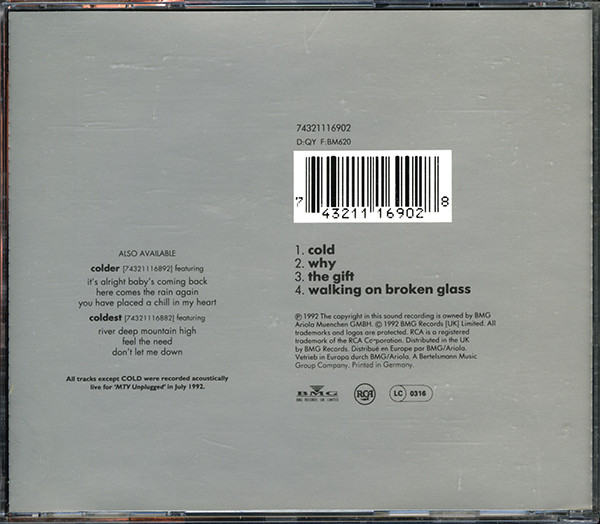 74321116902
D:QY F:BM620
7 43211 16902 8
1. cold
2. why
3. the gift
4. walking on broken glass
℗ 1992 The copyright in this sound recording is owned by BMG
Ariola Muenchen GMBH. © 1992 BMG Records [UK] Limited. All
trademarks and logos are protected. RCA is a registered
trademark of the RCA Corporation. Distributed in the UK
by BMG Records. Distribué en Europe par BMG/Ariola.
Vetrieb in Europa durch BMG/Ariola. A Bertelsmann Music
Group Company. Printed in Germany.
BMG
BMG RECORDS UK LIMITED
RCA
LC 0316
ALSO AVAILABLE
colder [74321116892] featuring
it's alright baby's coming back
here comes the rain again
you have placed a chill in my heart
coldest [74321116882] featuring
river deep mountain high
feel the need
don't let me down
All tracks except COLD were recorded acoustically
live for 'MTV Unplugged' in July 1992.